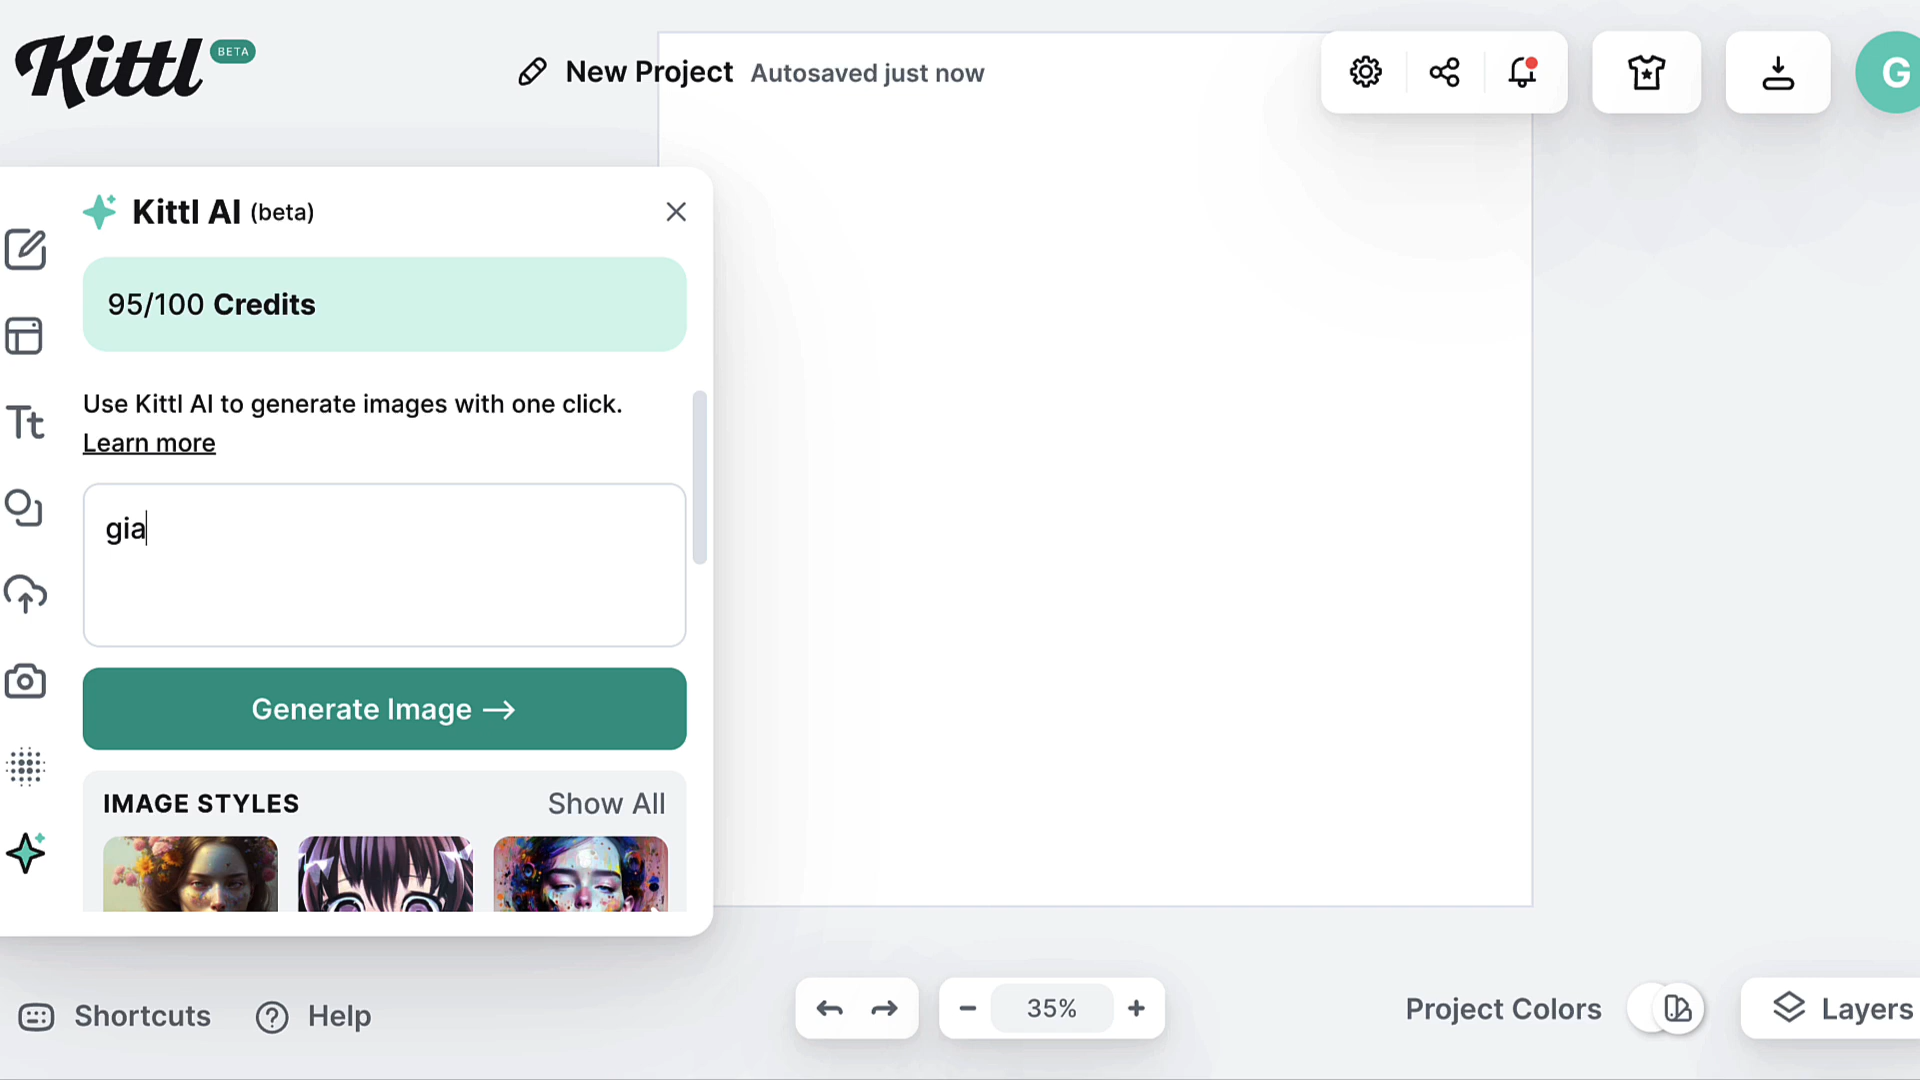 Kittl BETA
New Project Autosaved just now
G
Kittl AI (beta)
95/100 Credits
Use Kittl AI to generate images with one click.
Learn more
Tt
gia
Generate Image →
IMAGE STYLES Show All
Shortcuts Help
35%
Project Colors
Layers